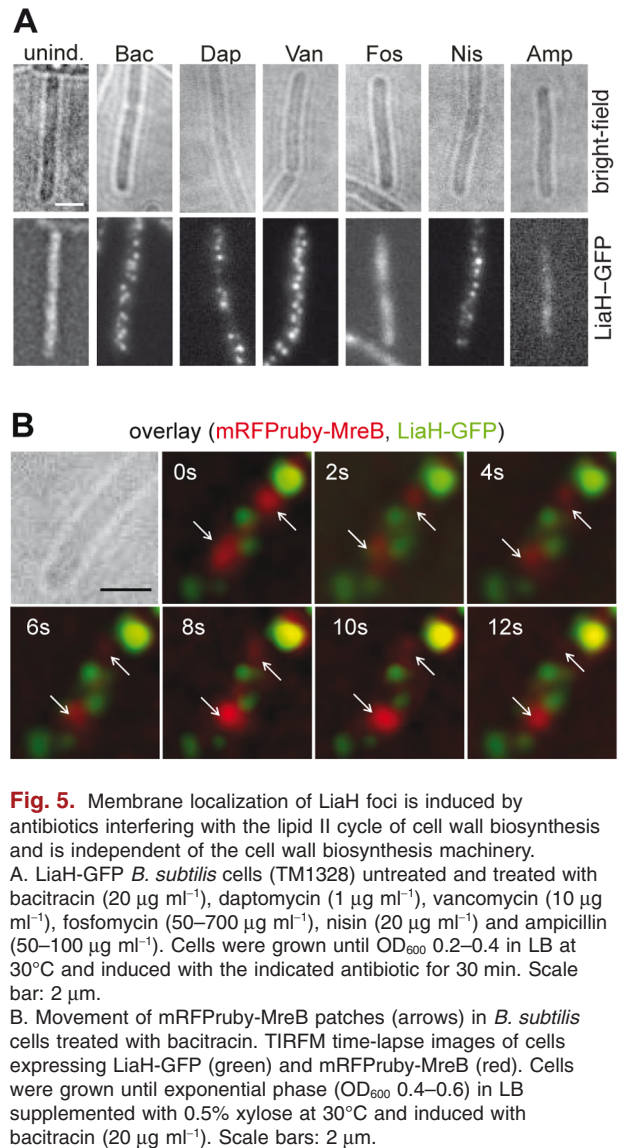 A
unind. Bac Dap Van Fos Nis Amp
bright-field
LiaH–GFP
B
overlay (mRFPruby-MreB, LiaH-GFP)
0s 2s 4s
6s 8s 10s 12s
Fig. 5. Membrane localization of LiaH foci is induced by
antibiotics interfering with the lipid II cycle of cell wall biosynthesis
and is independent of the cell wall biosynthesis machinery.
A. LiaH-GFP B. subtilis cells (TM1328) untreated and treated with
bacitracin (20 μg ml⁻¹), daptomycin (1 μg ml⁻¹), vancomycin (10 μg
ml⁻¹), fosfomycin (50–700 μg ml⁻¹), nisin (20 μg ml⁻¹) and ampicillin
(50–100 μg ml⁻¹). Cells were grown until OD₆₀₀ 0.2–0.4 in LB at
30°C and induced with the indicated antibiotic for 30 min. Scale
bar: 2 μm.
B. Movement of mRFPruby-MreB patches (arrows) in B. subtilis
cells treated with bacitracin. TIRFM time-lapse images of cells
expressing LiaH-GFP (green) and mRFPruby-MreB (red). Cells
were grown until exponential phase (OD₆₀₀ 0.4–0.6) in LB
supplemented with 0.5% xylose at 30°C and induced with
bacitracin (20 μg ml⁻¹). Scale bars: 2 μm.